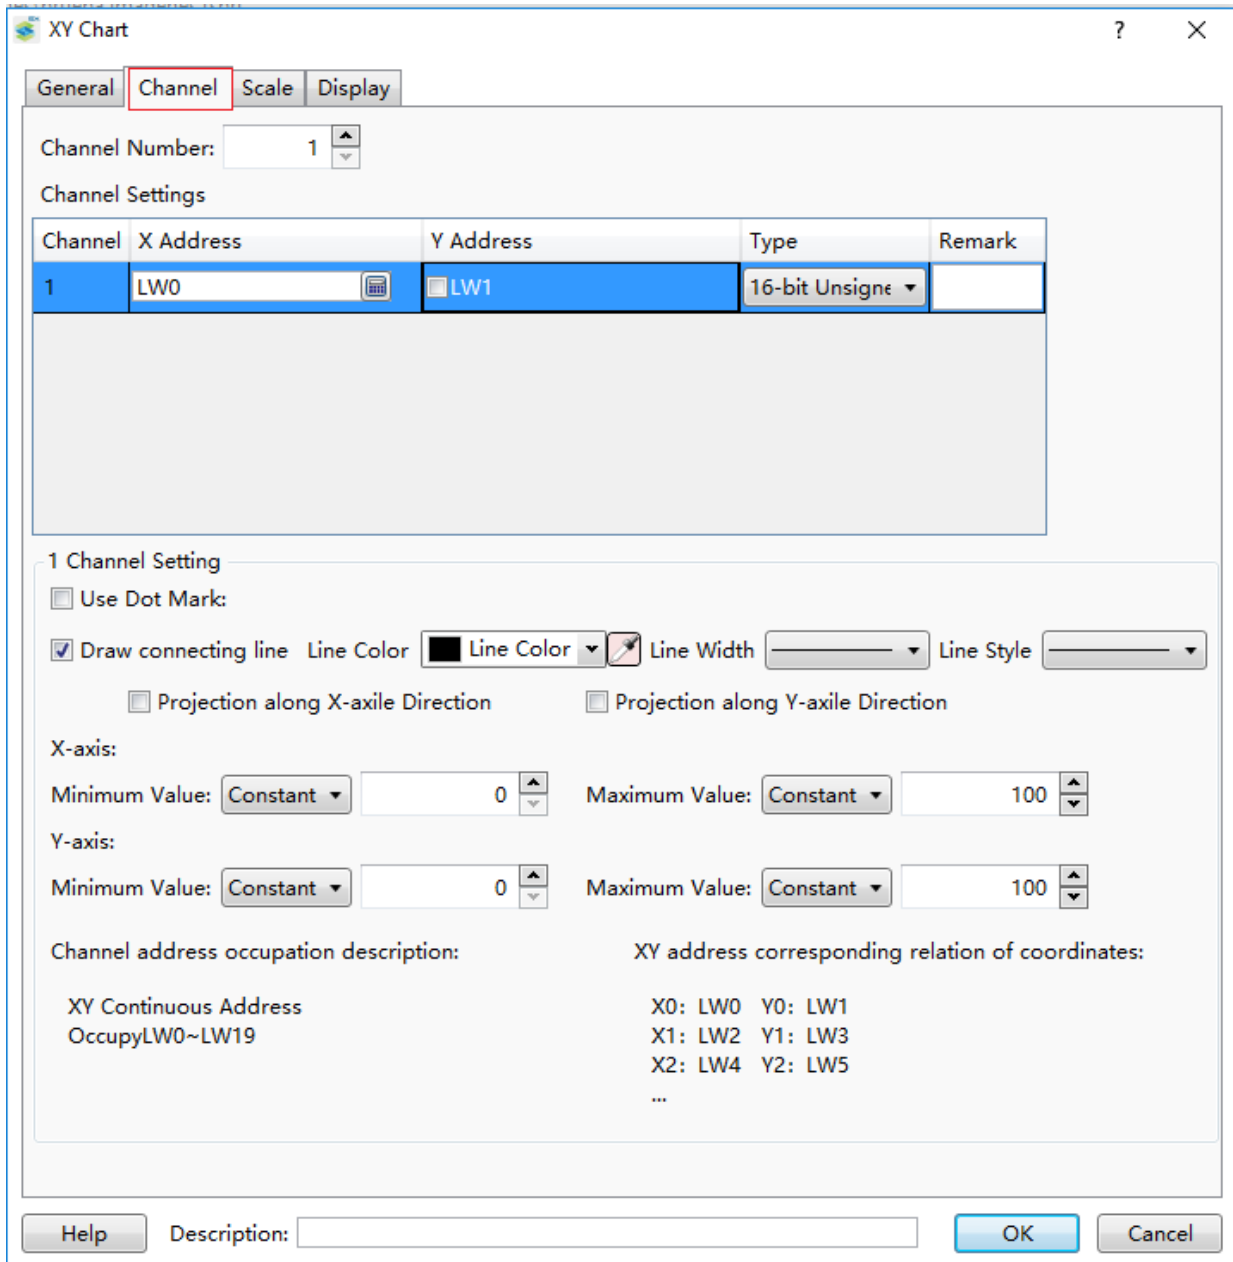 XY Chart
?
General Channel Scale Display
Channel Number: 1
Channel Settings
Channel X Address Y Address Type Remark
1 LW0 LW1 16-bit Unsigne
1 Channel Setting
Use Dot Mark:
Draw connecting line Line Color Line Color Line Width Line Style
Projection along X-axile Direction Projection along Y-axile Direction
X-axis:
Minimum Value: Constant 0 Maximum Value: Constant 100
Y-axis:
Minimum Value: Constant 0 Maximum Value: Constant 100
Channel address occupation description: XY address corresponding relation of coordinates:
XY Continuous Address X0: LW0 Y0: LW1
OccupyLW0~LW19 X1: LW2 Y1: LW3
X2: LW4 Y2: LW5
...
Help Description: OK Cancel